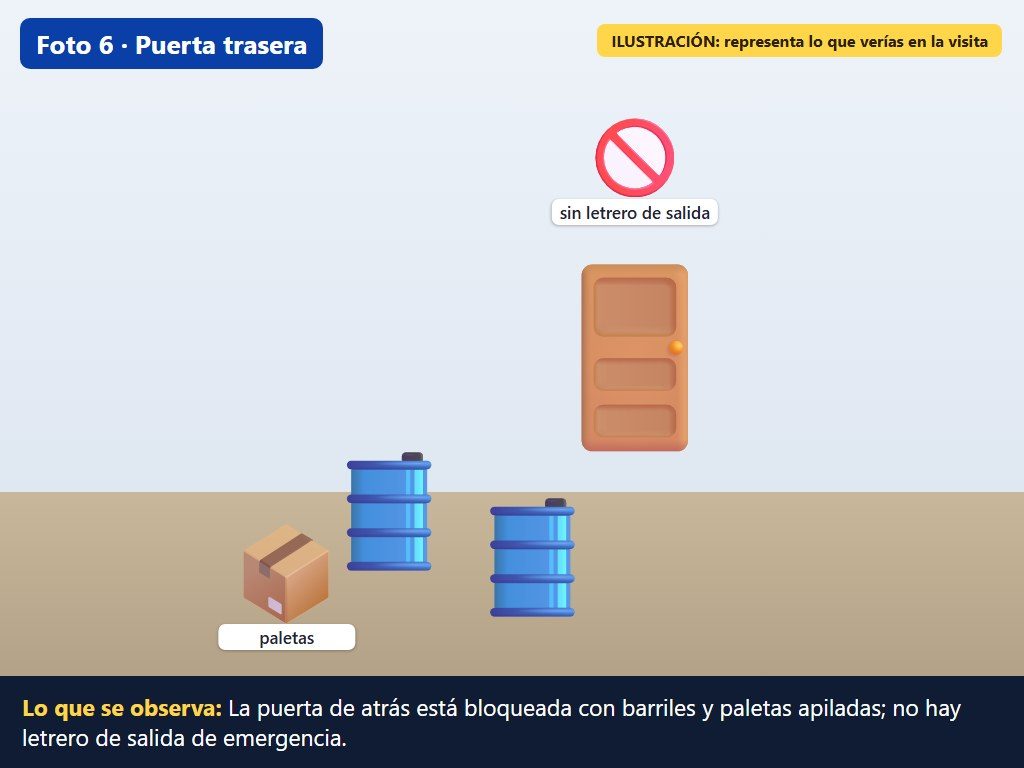 Foto 6 · Puerta trasera
ILUSTRACIÓN: representa lo que verías en la visita
sin letrero de salida
paletas
Lo que se observa: La puerta de atrás está bloqueada con barriles y paletas apiladas; no hay
letrero de salida de emergencia.